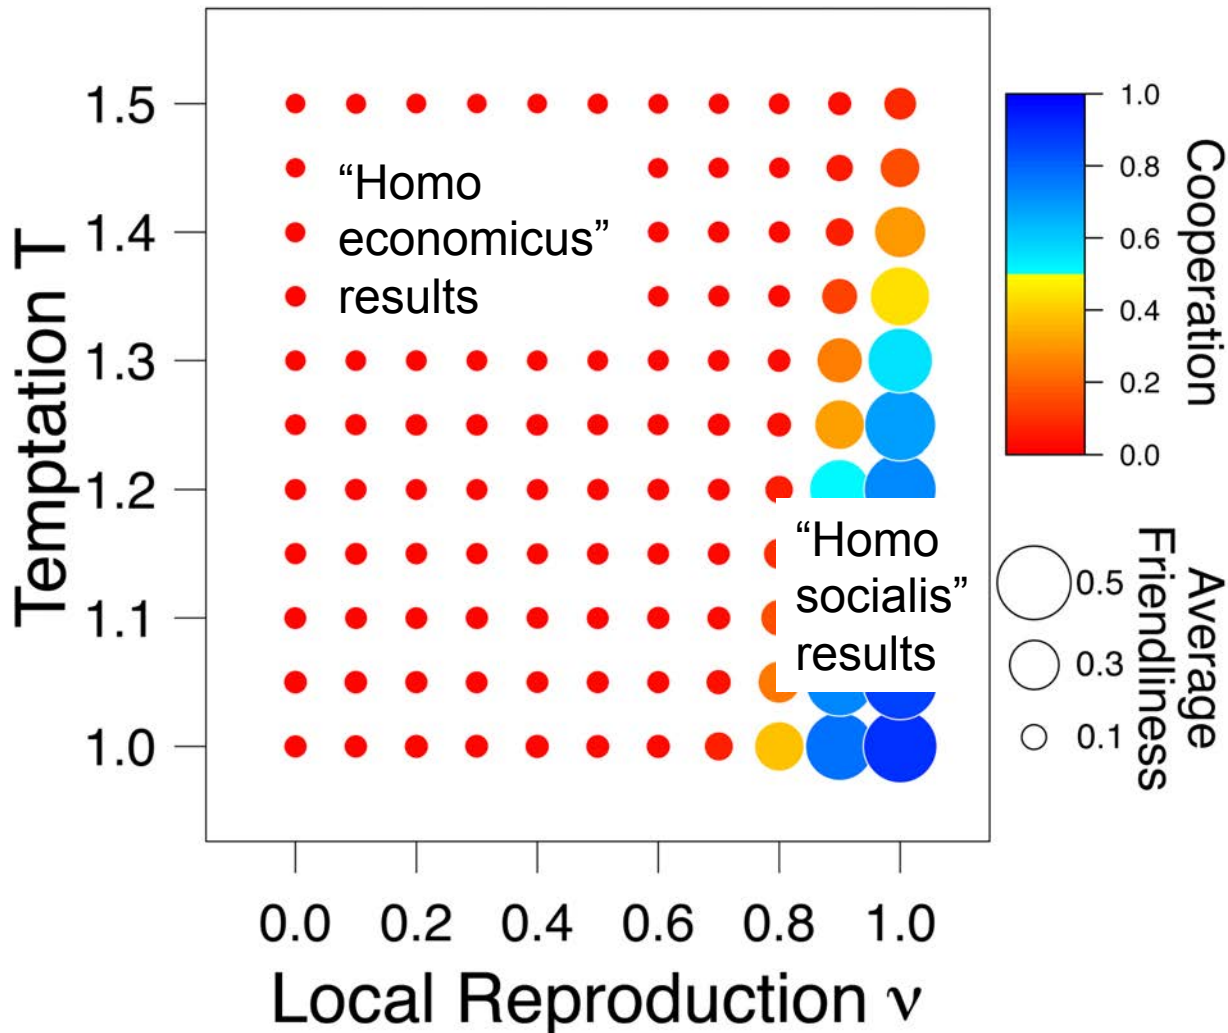 1.5
1.4
1.3
1.2
1.1
1.0
Temptation T
“Homo
economicus”
results
“Homo
socialis”
results
0.0 0.2 0.4 0.6 0.8 1.0
Local Reproduction ν
1.0
0.8
0.6
0.4
0.2
0.0
Cooperation
0.5
0.3
0.1
Average
Friendliness